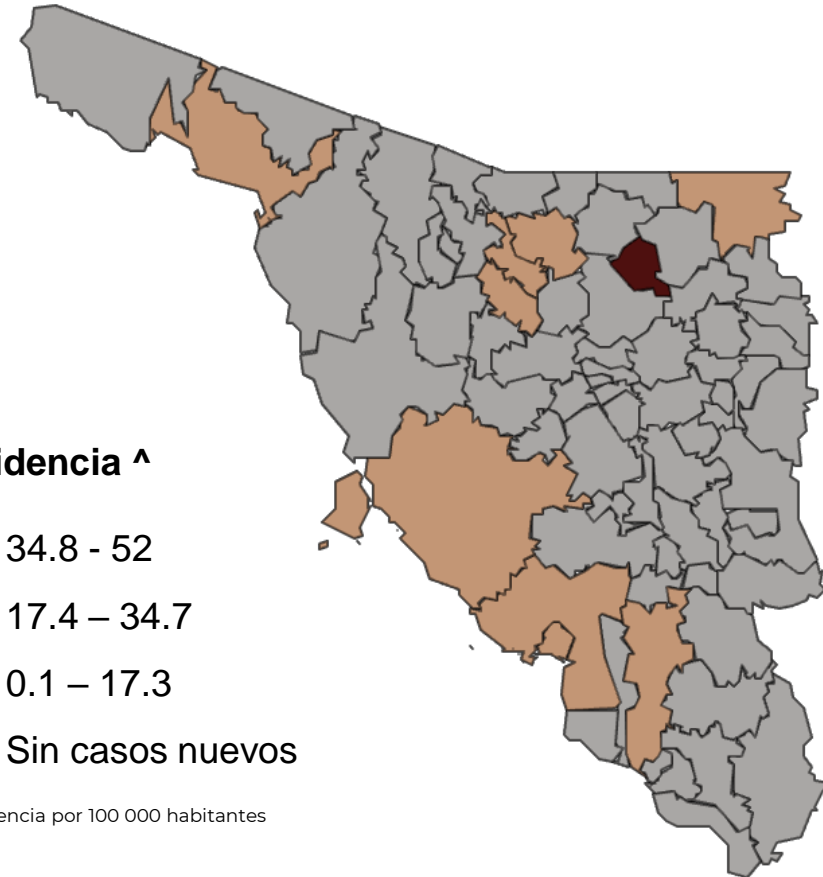 idencia ^
34.8 - 52
17.4 – 34.7
0.1 – 17.3
Sin casos nuevos
encia por 100 000 habitantes